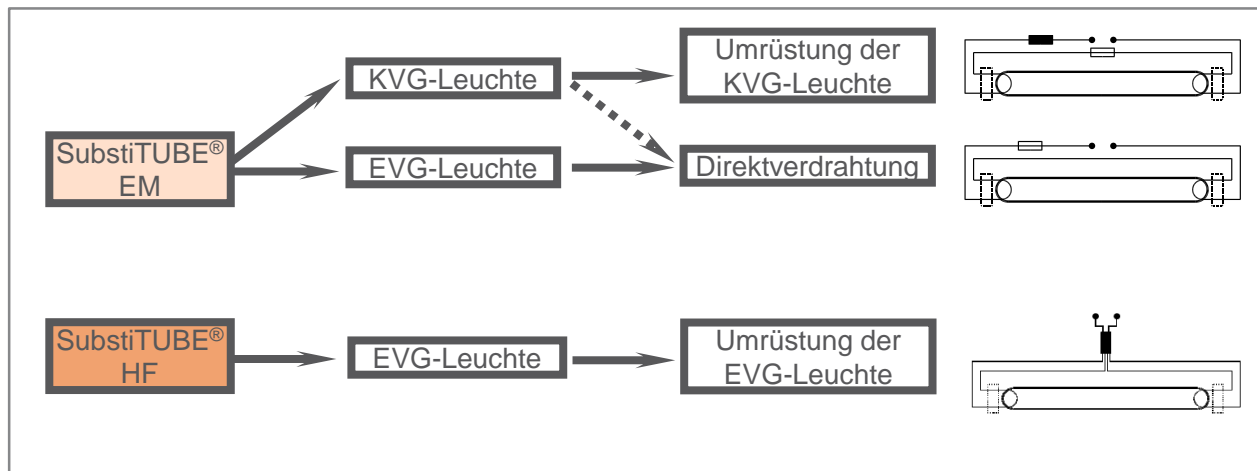 KVG-Leuchte
Umrüstung der
KVG-Leuchte
SubstiTUBE®
EM
EVG-Leuchte
Direktverdrahtung
SubstiTUBE®
HF
EVG-Leuchte
Umrüstung der
EVG-Leuchte